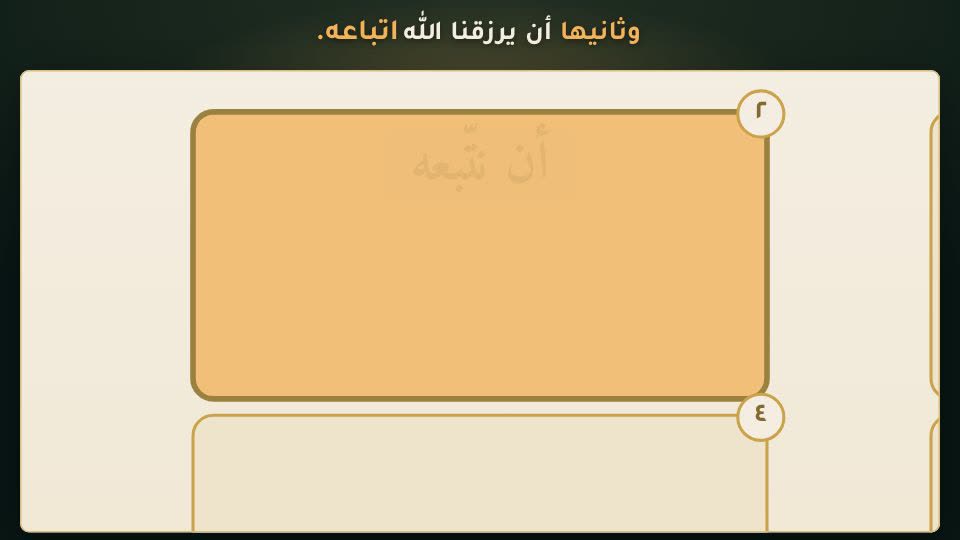 وثانيها أن يرزقنا الله اتباعه.
٢
أن نتّبعه
٤